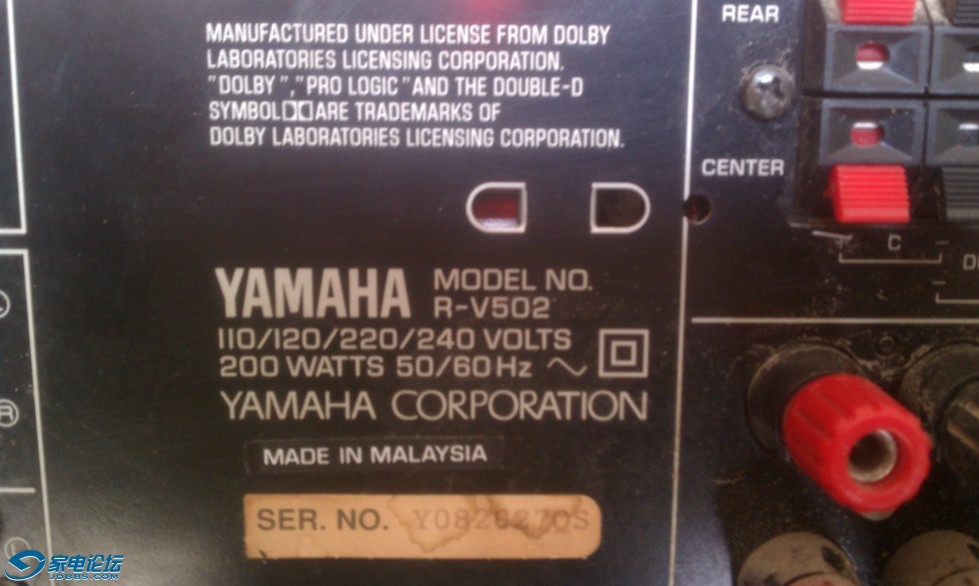 MANUFACTURED UNDER LICENSE FROM DOLBY
LABORATORIES LICENSING CORPORATION.
"DOLBY", "PRO LOGIC" AND THE DOUBLE-D
SYMBOL ARE TRADEMARKS OF
DOLBY LABORATORIES LICENSING CORPORATION.
REAR
CENTER
C
YAMAHA MODEL NO.
R-V502
110/120/220/240 VOLTS
200 WATTS 50/60Hz ~
YAMAHA CORPORATION
MADE IN MALAYSIA
SER. NO.
R
L
家电论坛
JDBBS.COM